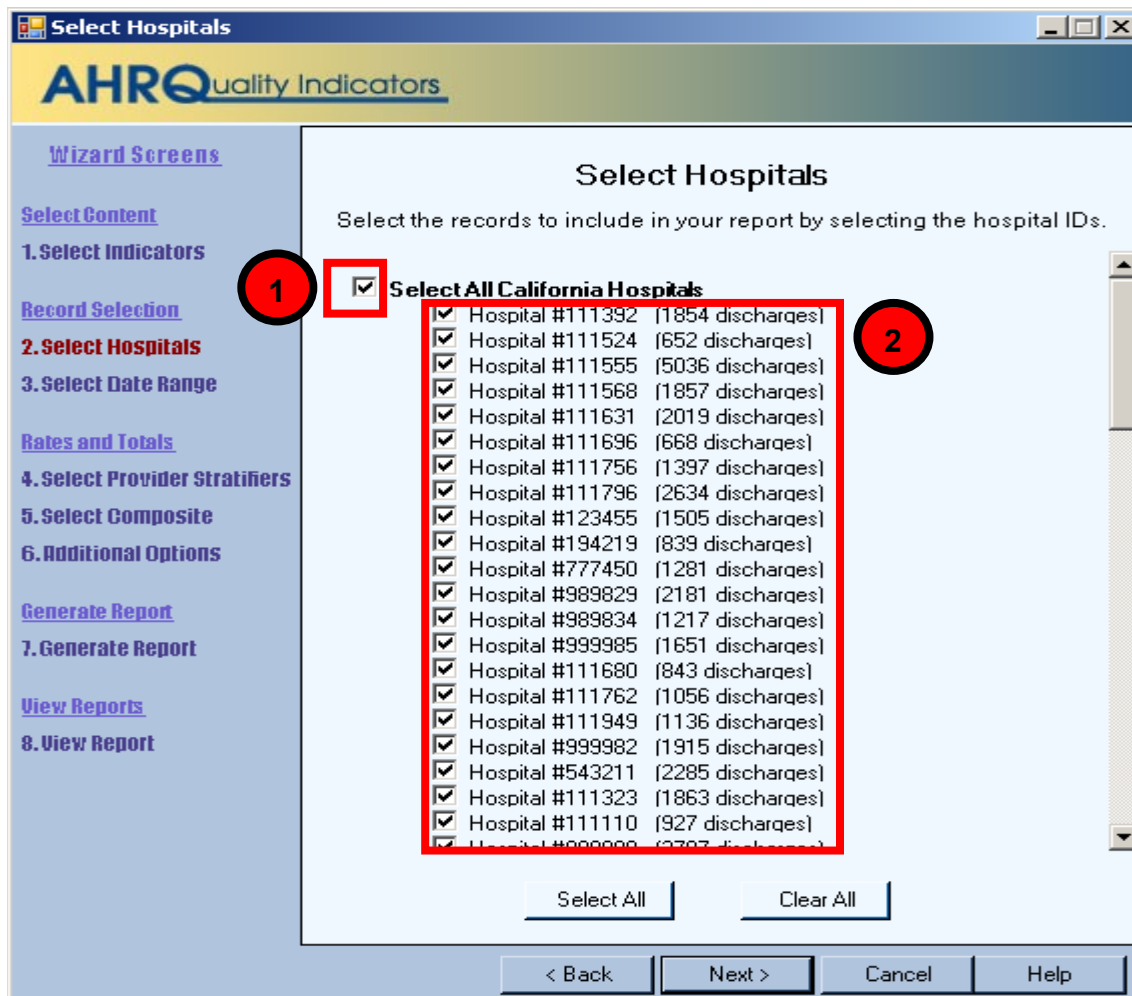 Select Hospitals
AHRQuality Indicators
Wizard Screens
Select Content
1. Select Indicators
Record Selection
2. Select Hospitals
3. Select Date Range
Rates and Totals
4. Select Provider Stratifiers
5. Select Composite
6. Additional Options
Generate Report
7. Generate Report
View Reports
8. View Report
Select Hospitals
Select the records to include in your report by selecting the hospital IDs.
1
Select All California Hospitals
2
Hospital #111392 (1854 discharges)
Hospital #111524 (652 discharges)
Hospital #111555 (5036 discharges)
Hospital #111568 (1857 discharges)
Hospital #111631 (2019 discharges)
Hospital #111696 (668 discharges)
Hospital #111756 (1397 discharges)
Hospital #111796 (2634 discharges)
Hospital #123455 (1505 discharges)
Hospital #194219 (839 discharges)
Hospital #777450 (1281 discharges)
Hospital #989829 (2181 discharges)
Hospital #989834 (1217 discharges)
Hospital #999985 (1651 discharges)
Hospital #111680 (843 discharges)
Hospital #111762 (1056 discharges)
Hospital #111949 (1136 discharges)
Hospital #999982 (1915 discharges)
Hospital #543211 (2285 discharges)
Hospital #111323 (1863 discharges)
Hospital #111110 (927 discharges)
Select All
Clear All
< Back
Next >
Cancel
Help